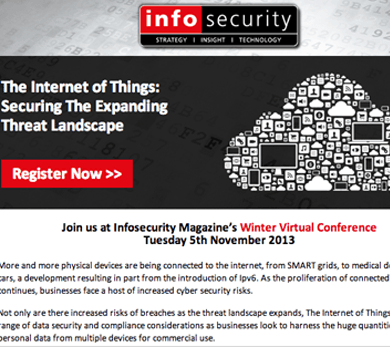 info security
STRATEGY | INSIGHT | TECHNOLOGY
The Internet of Things:
Securing The Expanding
Threat Landscape
Register Now >>
Join us at Infosecurity Magazine's Winter Virtual Conference
Tuesday 5th November 2013
More and more physical devices are being connected to the internet, from SMART grids, to medical
cars, a development resulting in part from the introduction of Ipv6. As the proliferation of connected
continues, businesses face a host of increased cyber security risks.
Not only are there increased risks of breaches as the threat landscape expands, The Internet of Things
range of data security and compliance considerations as businesses look to harness the huge
personal data from multiple devices for commercial use.